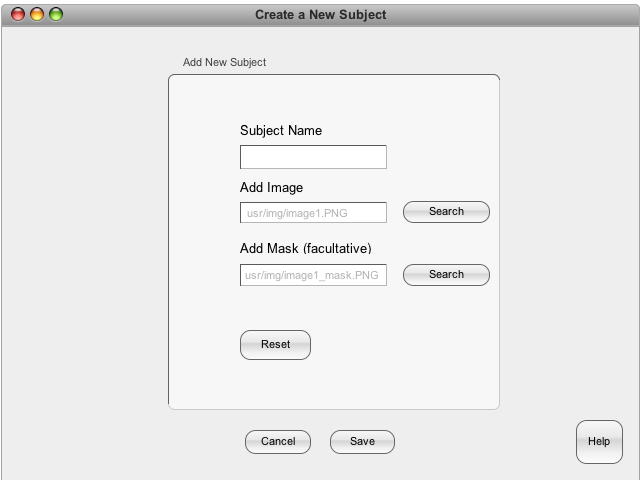 Create a New Subject
Add New Subject
Subject Name
Add Image
usr/img/image1.PNG
Search
Add Mask (facultative)
usr/img/image1_mask.PNG
Search
Reset
Cancel
Save
Help